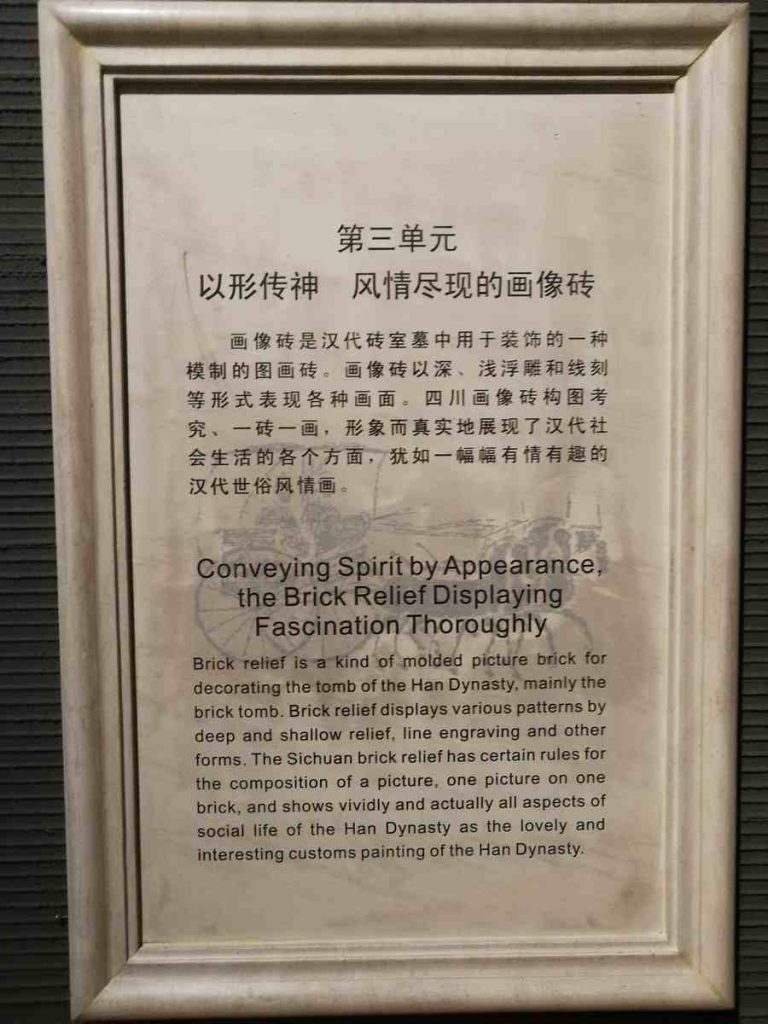 第三单元
以形传神　风情尽现的画像砖
画像砖是汉代砖室墓中用于装饰的一种
模制的图画砖。画像砖以深、浅浮雕和线刻
等形式表现各种画面。四川画像砖构图考
究、一砖一画，形象而真实地展现了汉代社
会生活的各个方面，犹如一幅幅有情有趣的
汉代世俗风情画。
Conveying Spirit by Appearance,
the Brick Relief Displaying
Fascination Thoroughly
Brick relief is a kind of molded picture brick for
decorating the tomb of the Han Dynasty, mainly the
brick tomb. Brick relief displays various patterns by
deep and shallow relief, line engraving and other
forms. The Sichuan brick relief has certain rules for
the composition of a picture, one picture on one
brick, and shows vividly and actually all aspects of
social life of the Han Dynasty as the lovely and
interesting customs painting of the Han Dynasty.